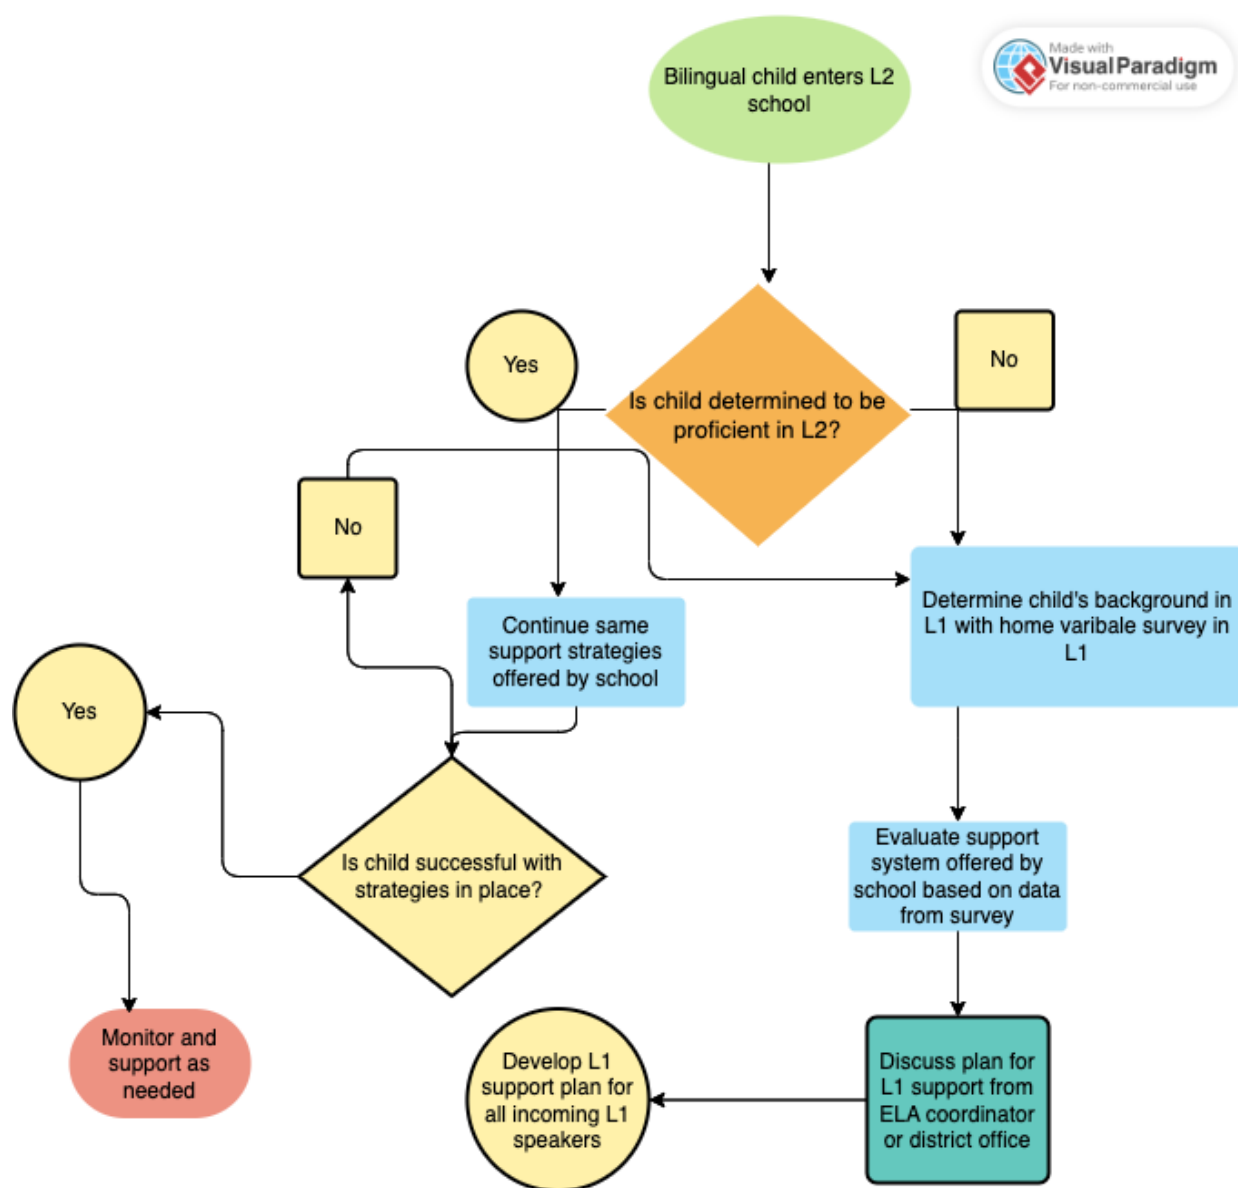 Bilingual child enters L2
school
Made with
Visual Paradigm
For non-commercial use
Yes
No
Is child determined to be
proficient in L2?
No
Continue same
support strategies
offered by school
Determine child's background in
L1 with home varibale survey in
L1
Yes
Is child successful with
strategies in place?
Evaluate support
system offered by
school based on data
from survey
Monitor and
support as
needed
Develop L1
support plan for
all incoming L1
speakers
Discuss plan for
L1 support from
ELA coordinator
or district office